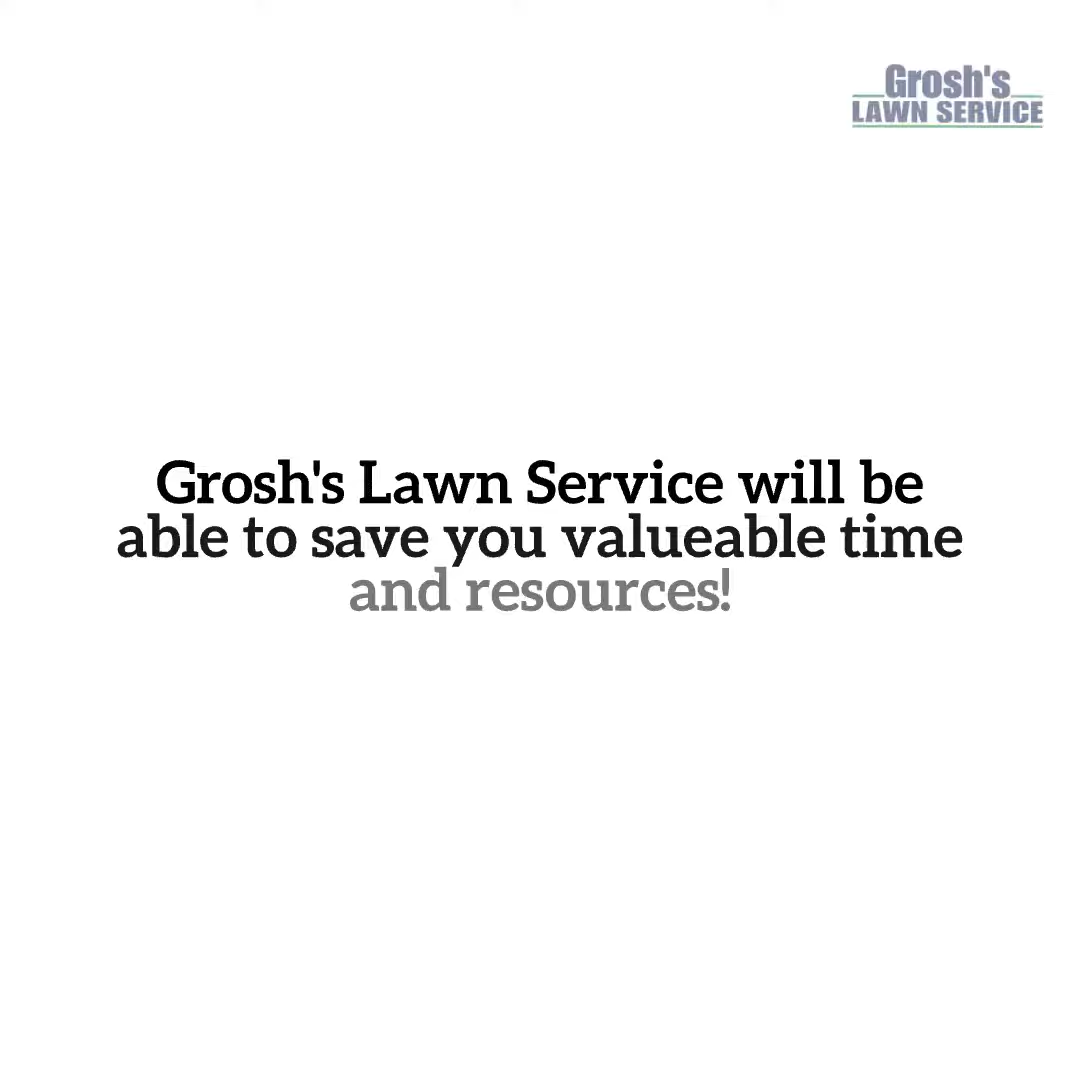 Grosh's
LAWN SERVICE
Grosh's Lawn Service will be
able to save you valueable time
and resources!